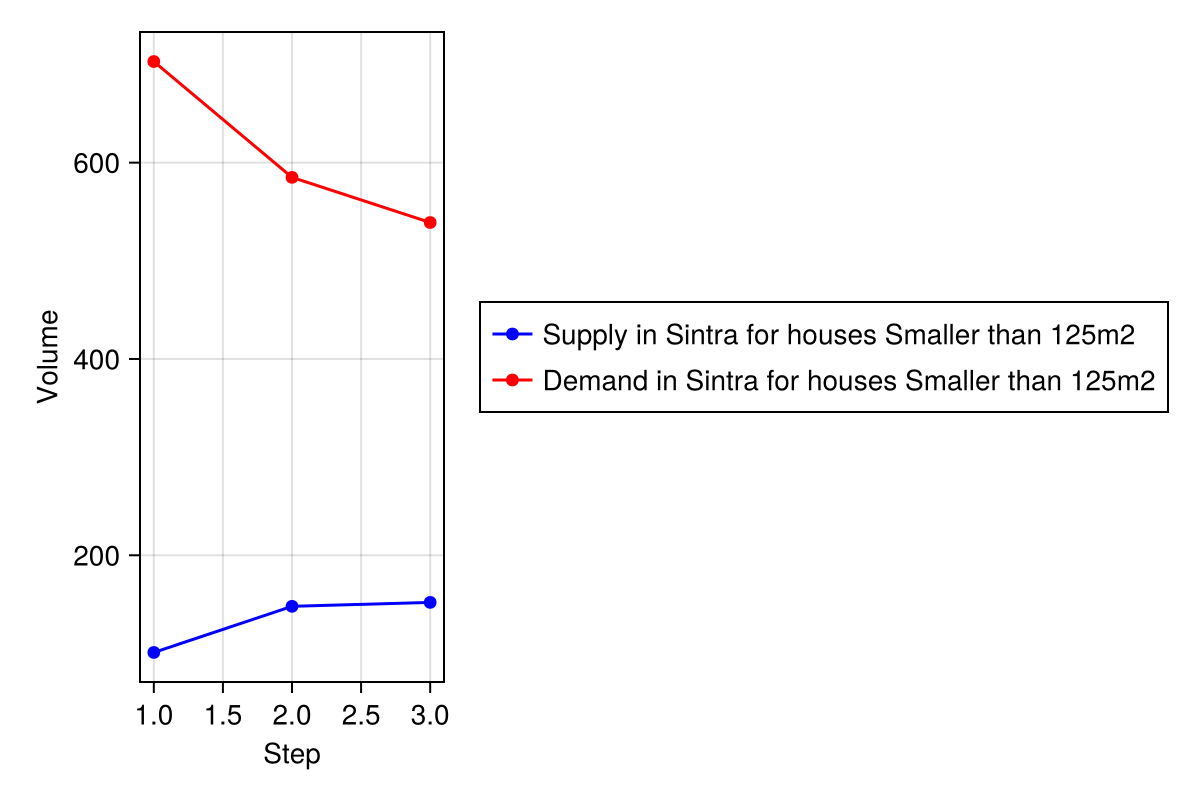 600
400
200
Volume
1.0 1.5 2.0 2.5 3.0
Step
Supply in Sintra for houses Smaller than 125m2
Demand in Sintra for houses Smaller than 125m2